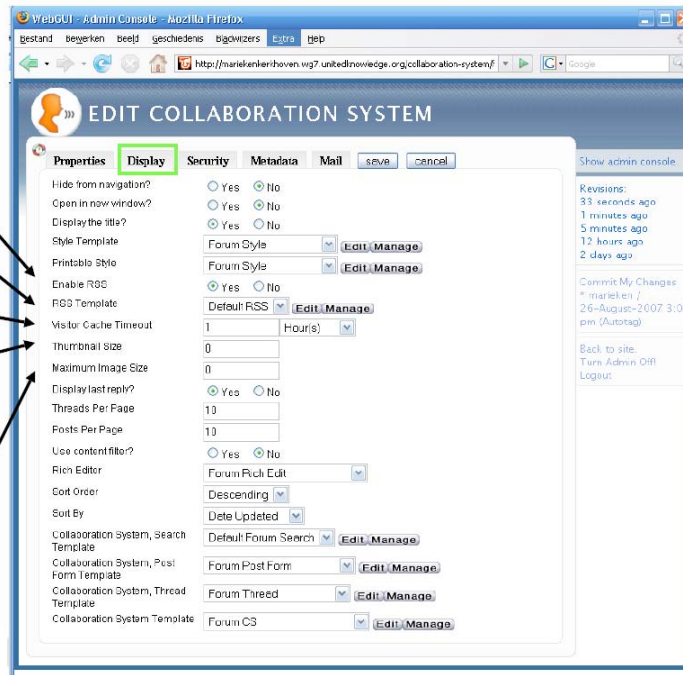 WebGUI - Admin Console - Mozilla Firefox
Bestand Bewerken Beeld Geschiedenis Bladwijzers Extra Help
http://mariekenkerkhoven.wg7.unitedknowledge.org/collaboration-system/f
Google
EDIT COLLABORATION SYSTEM
Properties Display Security Metadata Mail save cancel
Hide from navigation? Yes No
Open in new window? Yes No
Display the title? Yes No
Style Template Forum Style Edit Manage
Printable Style Forum Style Edit Manage
Enable RSS Yes No
RSS Template Default RSS Edit Manage
Visitor Cache Timeout 1 Hour(s)
Thumbnail Size 0
Maximum Image Size 0
Display last reply? Yes No
Threads Per Page 10
Posts Per Page 10
Use content filter? Yes No
Rich Editor Forum Rich Edit
Sort Order Descending
Sort By Date Updated
Collaboration System, Search
Template Default Forum Search Edit Manage
Collaboration System, Post
Form Template Forum Post Form Edit Manage
Collaboration System, Thread
Template Forum Thread Edit Manage
Collaboration System Template Forum CS Edit Manage
Show admin console
Revisions:
33 seconds ago
1 minutes ago
5 minutes ago
12 hours ago
2 days ago
Commit My Changes
* marieken /
26-August-2007 3:0
pm (Autotag)
Back to site.
Turn Admin Off!
Logout